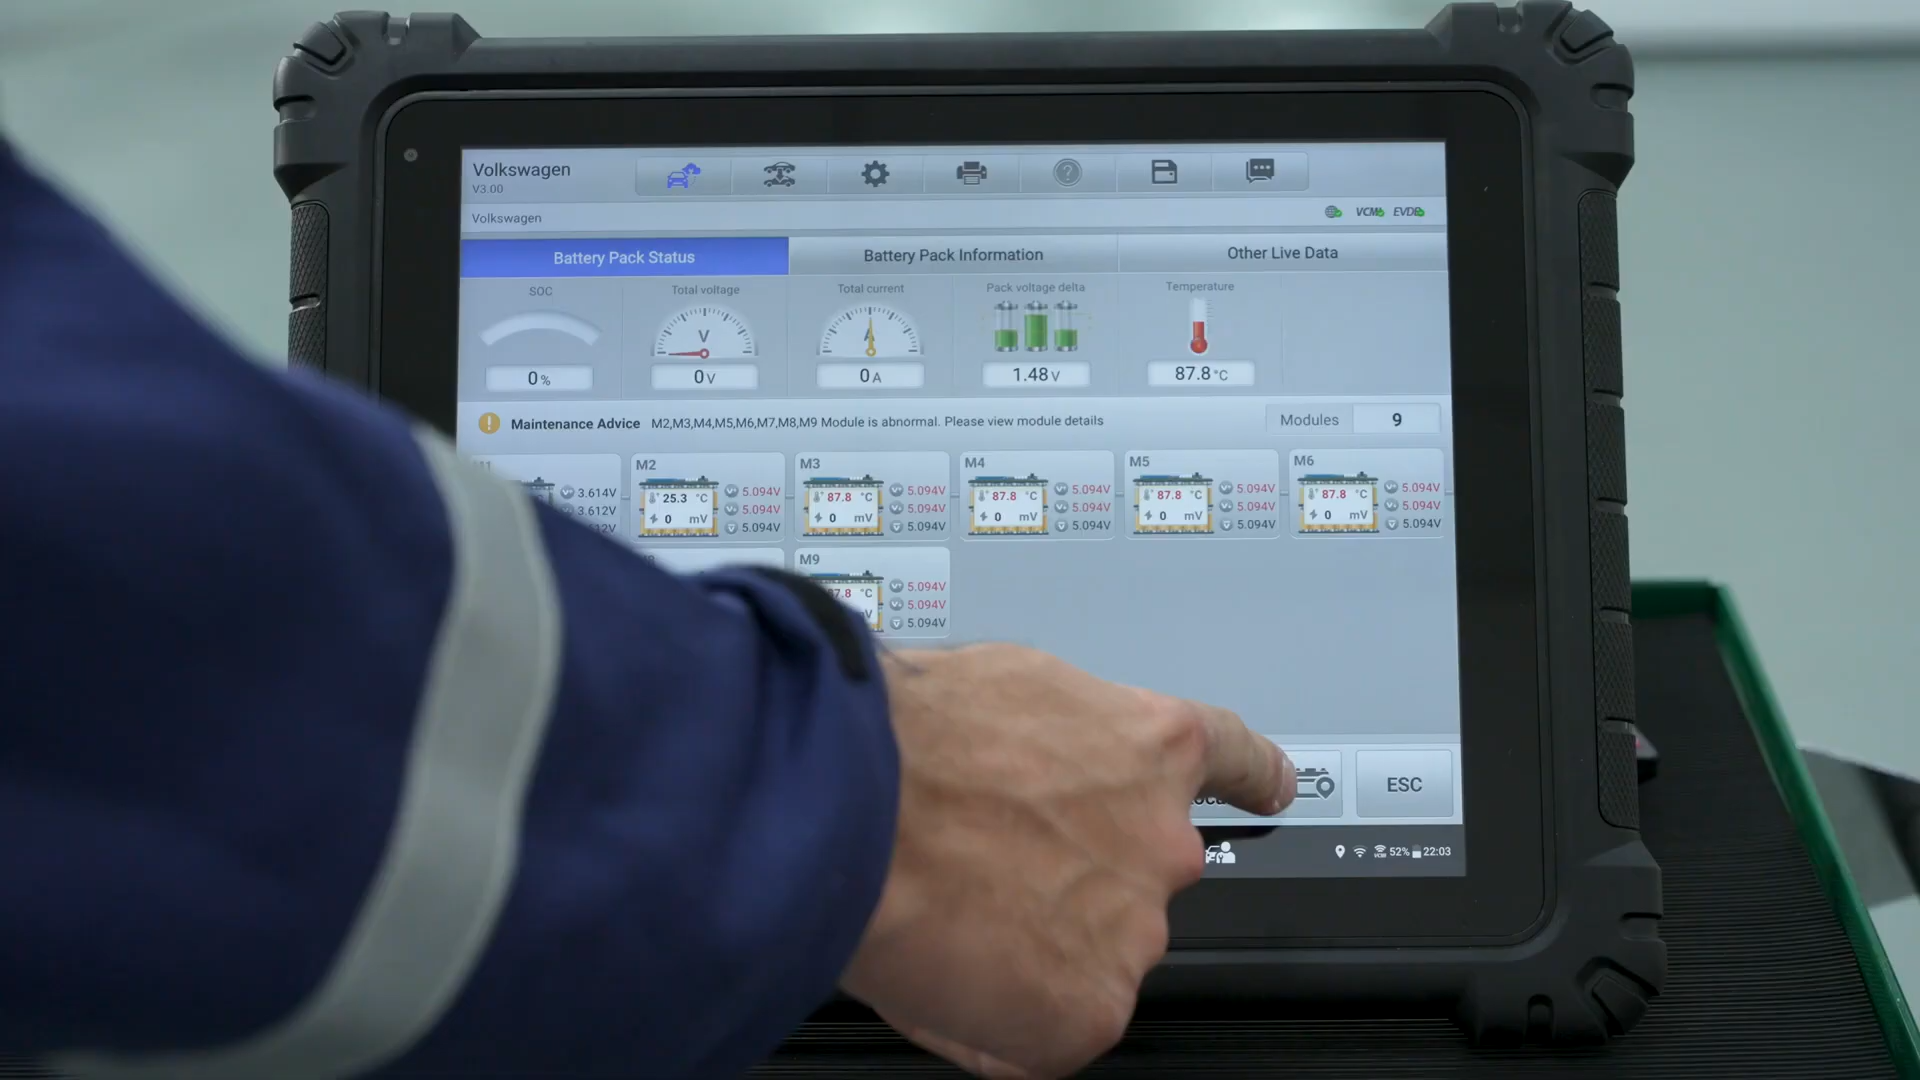 Volkswagen
V3.00
Volkswagen
VCMI EVDB
Battery Pack Status Battery Pack Information Other Live Data
SOC Total voltage Total current Pack voltage delta Temperature
V A
0 % 0 V 0 A 1.48 V 87.8 °C
Maintenance Advice M2,M3,M4,M5,M6,M7,M8,M9 Module is abnormal. Please view module details Modules 9
M2 M3 M4 M5 M6
3.614V 25.3 °C 5.094V 87.8 °C 5.094V 87.8 °C 5.094V 87.8 °C 5.094V 87.8 °C 5.094V
3.612V 0 mV 5.094V 0 mV 5.094V 0 mV 5.094V 0 mV 5.094V 0 mV 5.094V
5.094V 5.094V 5.094V 5.094V 5.094V
M9
5.094V
°C 5.094V
5.094V
ESC
52% 22:03